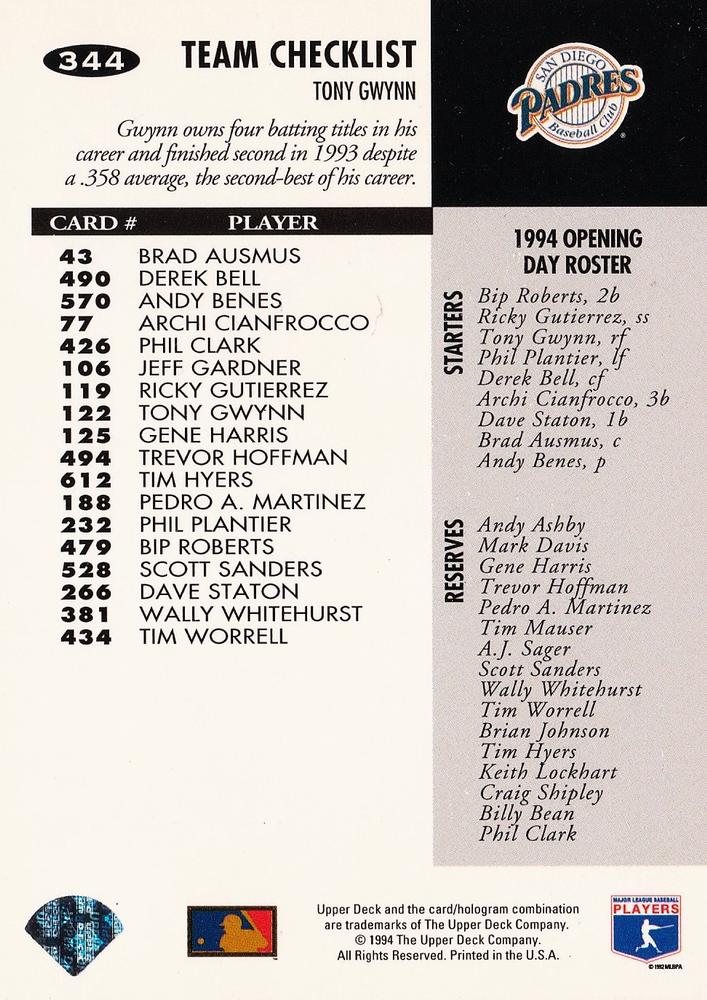 344
TEAM CHECKLIST
TONY GWYNN
Gwynn owns four batting titles in his
career and finished second in 1993 despite
a .358 average, the second-best of his career.
SAN DIEGO
PADRES
Baseball Club
CARD # PLAYER
43 BRAD AUSMUS
490 DEREK BELL
570 ANDY BENES
77 ARCHI CIANFROCCO
426 PHIL CLARK
106 JEFF GARDNER
119 RICKY GUTIERREZ
122 TONY GWYNN
125 GENE HARRIS
494 TREVOR HOFFMAN
612 TIM HYERS
188 PEDRO A. MARTINEZ
232 PHIL PLANTIER
479 BIP ROBERTS
528 SCOTT SANDERS
266 DAVE STATON
381 WALLY WHITEHURST
434 TIM WORRELL
1994 OPENING
DAY ROSTER
STARTERS
Bip Roberts, 2b
Ricky Gutierrez, ss
Tony Gwynn, rf
Phil Plantier, lf
Derek Bell, cf
Archi Cianfrocco, 3b
Dave Staton, 1b
Brad Ausmus, c
Andy Benes, p
RESERVES
Andy Ashby
Mark Davis
Gene Harris
Trevor Hoffman
Pedro A. Martinez
Tim Mauser
A.J. Sager
Scott Sanders
Wally Whitehurst
Tim Worrell
Brian Johnson
Tim Hyers
Keith Lockhart
Craig Shipley
Billy Bean
Phil Clark
Upper Deck and the card/hologram combination
are trademarks of The Upper Deck Company.
© 1994 The Upper Deck Company.
All Rights Reserved. Printed in the U.S.A.
MAJOR LEAGUE BASEBALL
PLAYERS
© 1992 MLBPA